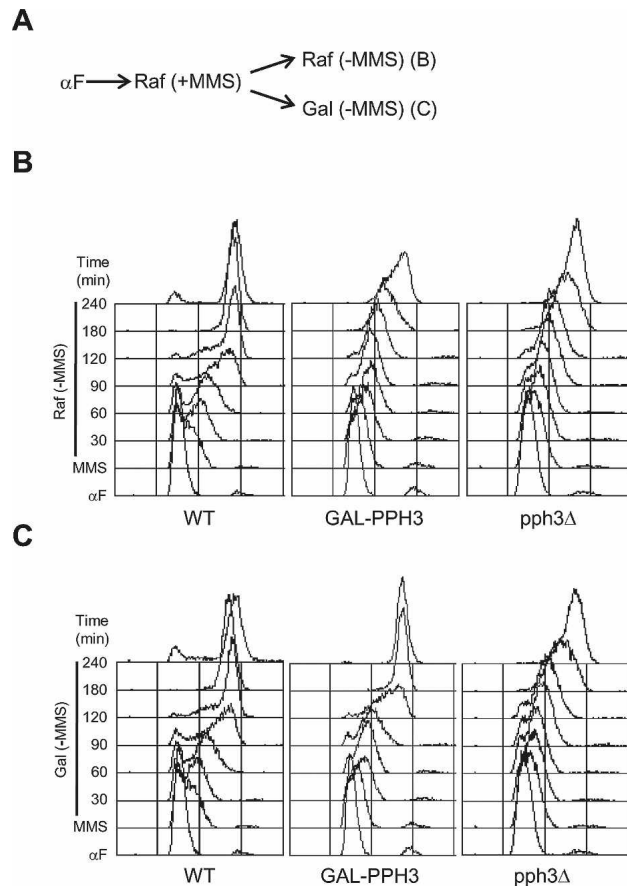 A
αF Raf (+MMS) Raf (-MMS) (B)
Gal (-MMS) (C)
B
Time
(min)
240
180
120
90
60
30
MMS
αF
Raf (-MMS)
WT GAL-PPH3 pph3Δ
C
Time
(min)
240
180
120
90
60
30
MMS
αF
Gal (-MMS)
WT GAL-PPH3 pph3Δ